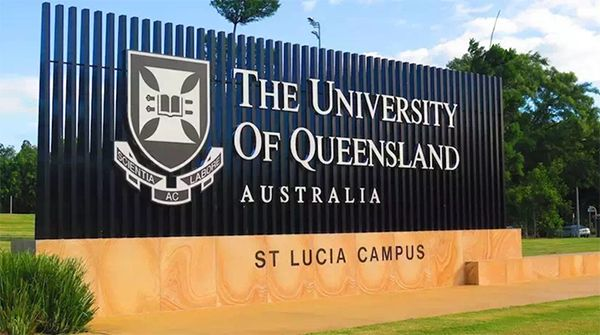 THE UNIVERSITY
OF QUEENSLAND
AUSTRALIA
SCIENTIA AC LABORE
ST LUCIA CAMPUS